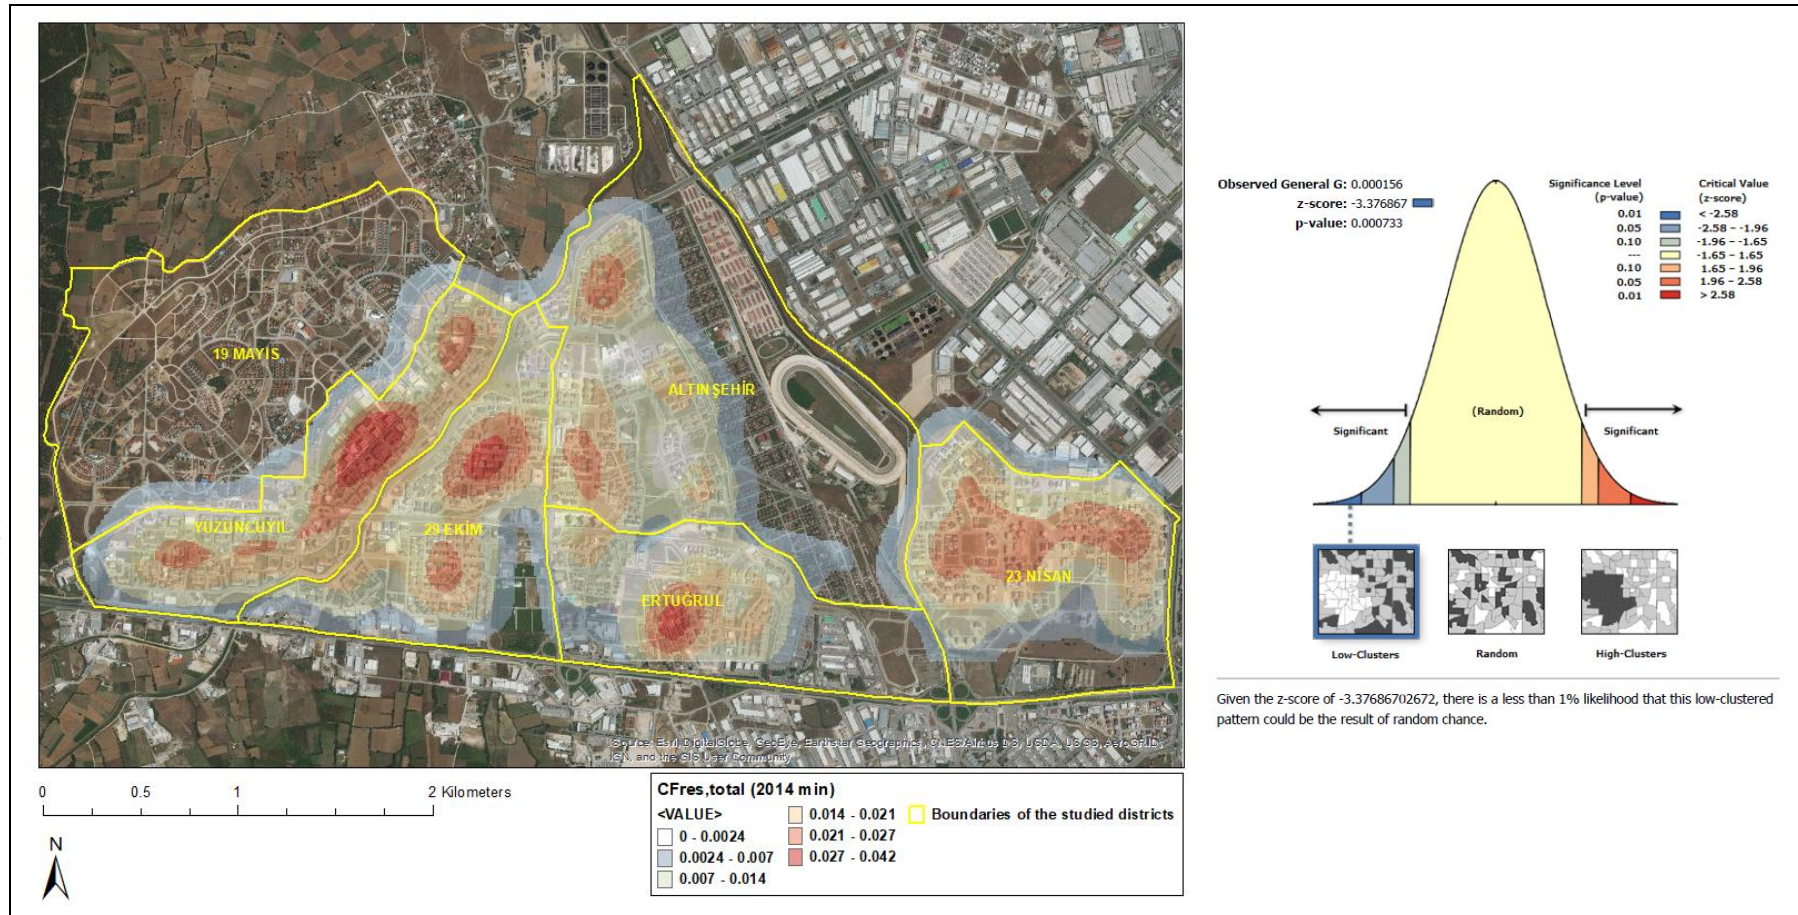 19 MAYIS
ALTINŞEHİR
YÜZÜNCÜYIL
29 EKİM
23 NİSAN
ERTUĞRUL
Source: Esri, DigitalGlobe, GeoEye, Earthstar Geographics, CNES/Airbus DS, USDA, USGS, AeroGRID,
IGN, and the GIS User Community
0 0.5 1 2 Kilometers
N
CFres,total (2014 min)
<VALUE>
0 - 0.0024
0.0024 - 0.007
0.007 - 0.014
0.014 - 0.021
0.021 - 0.027
0.027 - 0.042
Boundaries of the studied districts
Observed General G: 0.000156
z-score: -3.376867
p-value: 0.000733
Significance Level
(p-value)
Critical Value
(z-score)
0.01 < -2.58
0.05 -2.58 - -1.96
0.10 -1.96 - -1.65
--- -1.65 - 1.65
0.10 1.65 - 1.96
0.05 1.96 - 2.58
0.01 > 2.58
(Random)
Significant
Significant
Low-Clusters
Random
High-Clusters
Given the z-score of -3.37686702672, there is a less than 1% likelihood that this low-clustered
pattern could be the result of random chance.